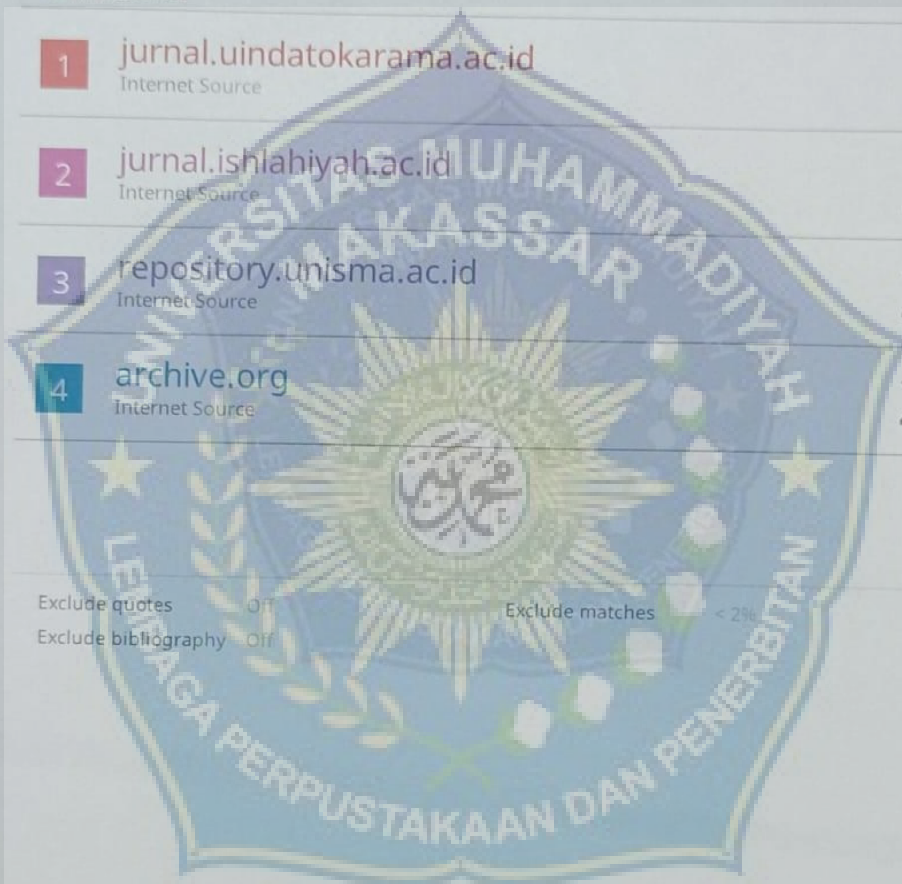 1 jurnal.uindatokarama.ac.id
Internet Source
2 jurnal.ishlahiyah.ac.id
Internet Source
3 repository.unisma.ac.id
Internet Source
4 archive.org
Internet Source
UNIVERSITAS MUHAMMADIYAH
MAKASSAR
محمدية
Exclude quotes Off
Exclude matches < 2%
Exclude bibliography Off
LEMBAGA PERPUSTAKAAN DAN PENERBITAN